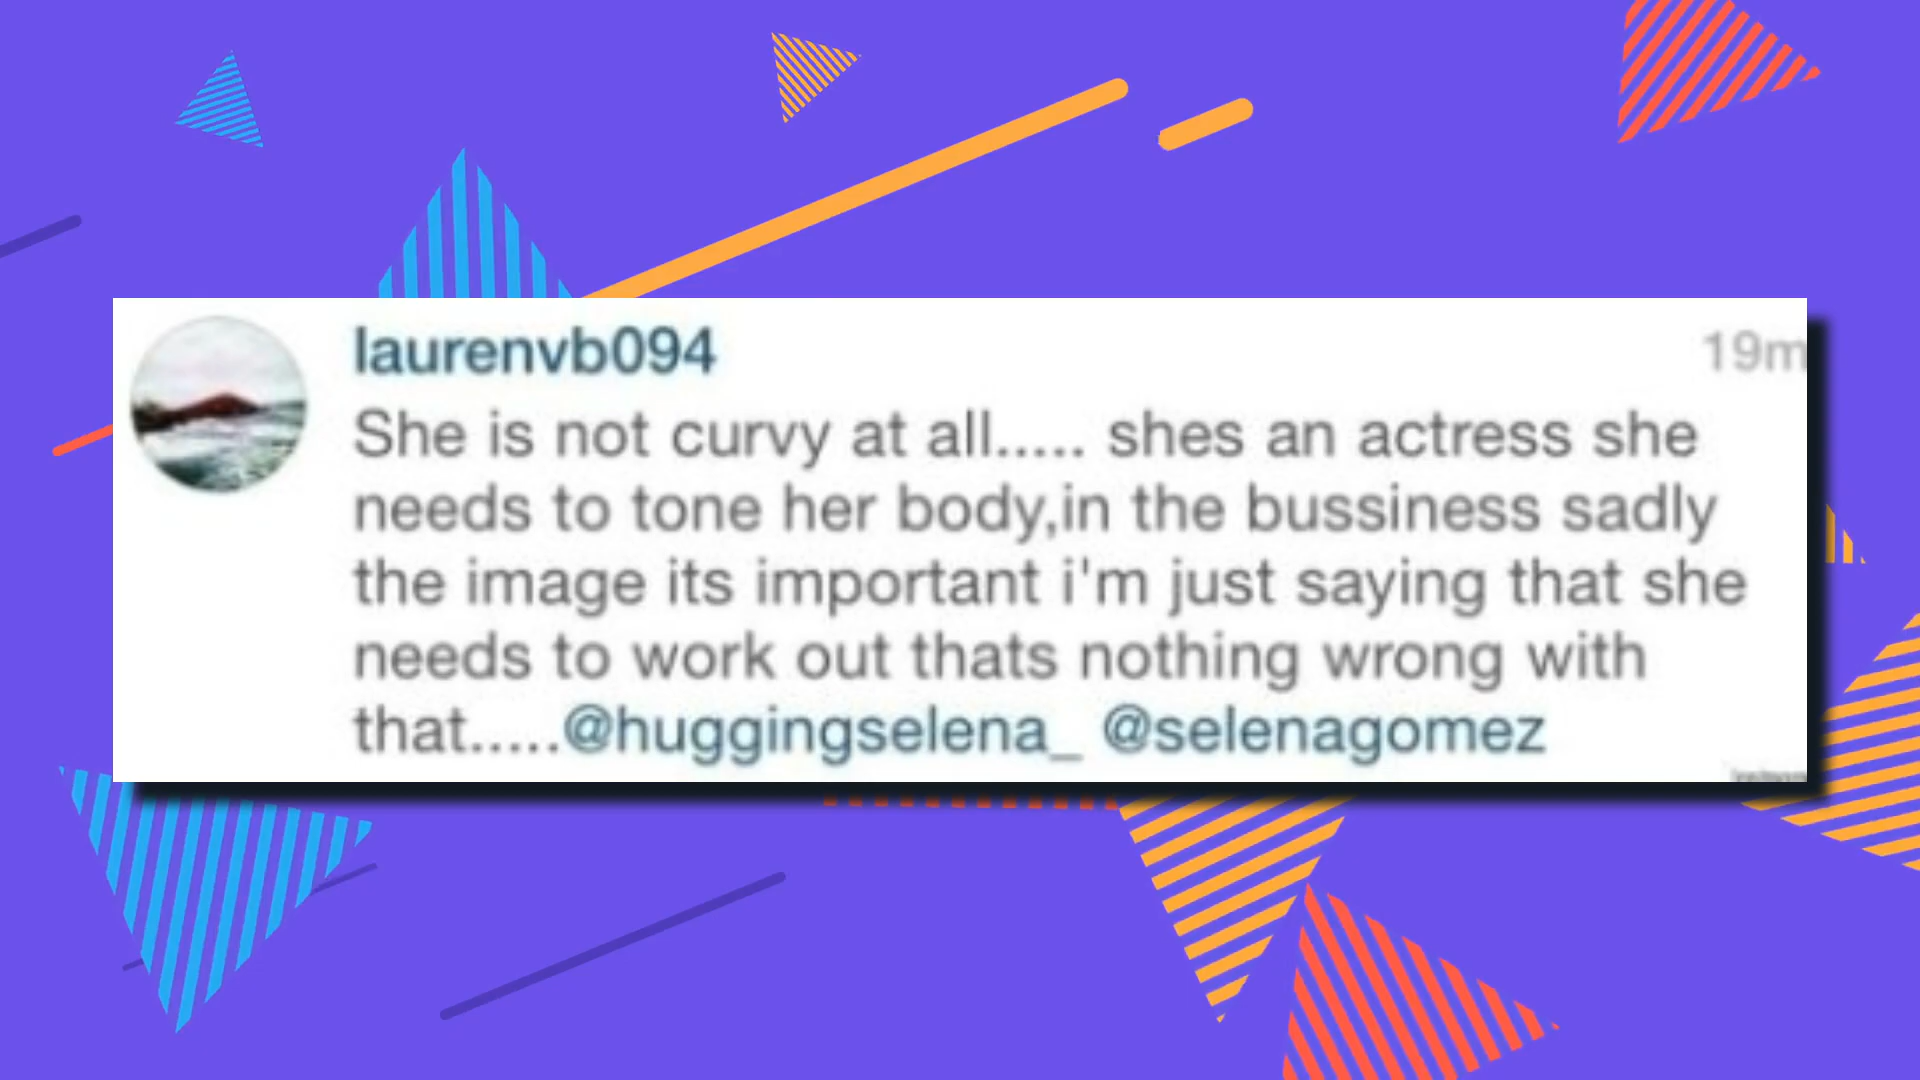 laurenvb094
19m
She is not curvy at all..... shes an actress she
needs to tone her body,in the bussiness sadly
the image its important i'm just saying that she
needs to work out thats nothing wrong with
that.....@huggingselena_ @selenagomez